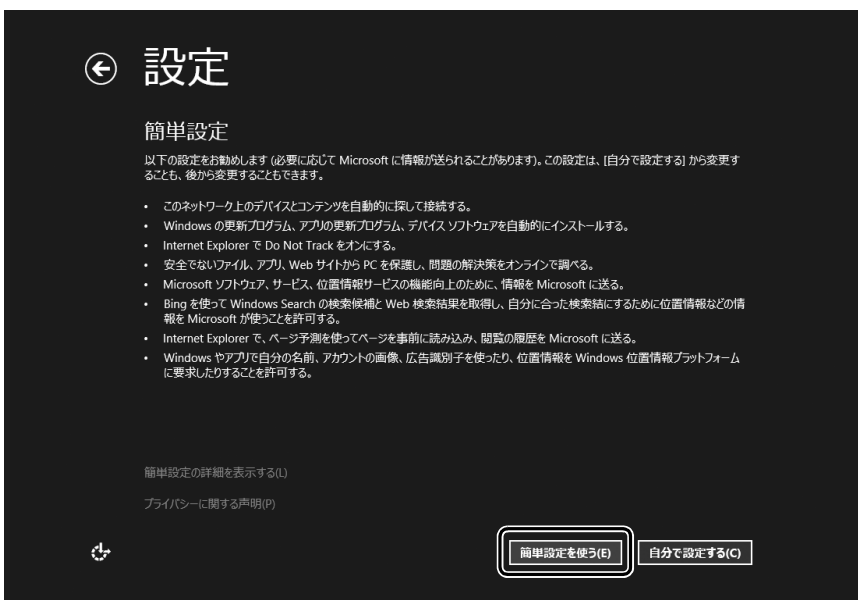 設定
簡単設定
以下の設定をお勧めします (必要に応じて Microsoft に情報が送られることがあります)。この設定は、[自分で設定する] から変更す
ることも、後から変更することもできます。
• このネットワーク上のデバイスとコンテンツを自動的に探して接続する。
• Windows の更新プログラム、アプリの更新プログラム、デバイス ソフトウェアを自動的にインストールする。
• Internet Explorer で Do Not Track をオンにする。
• 安全でないファイル、アプリ、Web サイトから PC を保護し、問題の解決策をオンラインで調べる。
• Microsoft ソフトウェア、サービス、位置情報サービスの機能向上のために、情報を Microsoft に送る。
• Bing を使って Windows Search の検索候補と Web 検索結果を取得し、自分に合った検索結にするために位置情報などの情
報を Microsoft が使うことを許可する。
• Internet Explorer で、ページ予測を使ってページを事前に読み込み、閲覧の履歴を Microsoft に送る。
• Windows やアプリで自分の名前、アカウントの画像、広告識別子を使ったり、位置情報を Windows 位置情報プラットフォーム
に要求したりすることを許可する。
簡単設定の詳細を表示する(L)
プライバシーに関する声明(P)
簡単設定を使う(E) 自分で設定する(C)